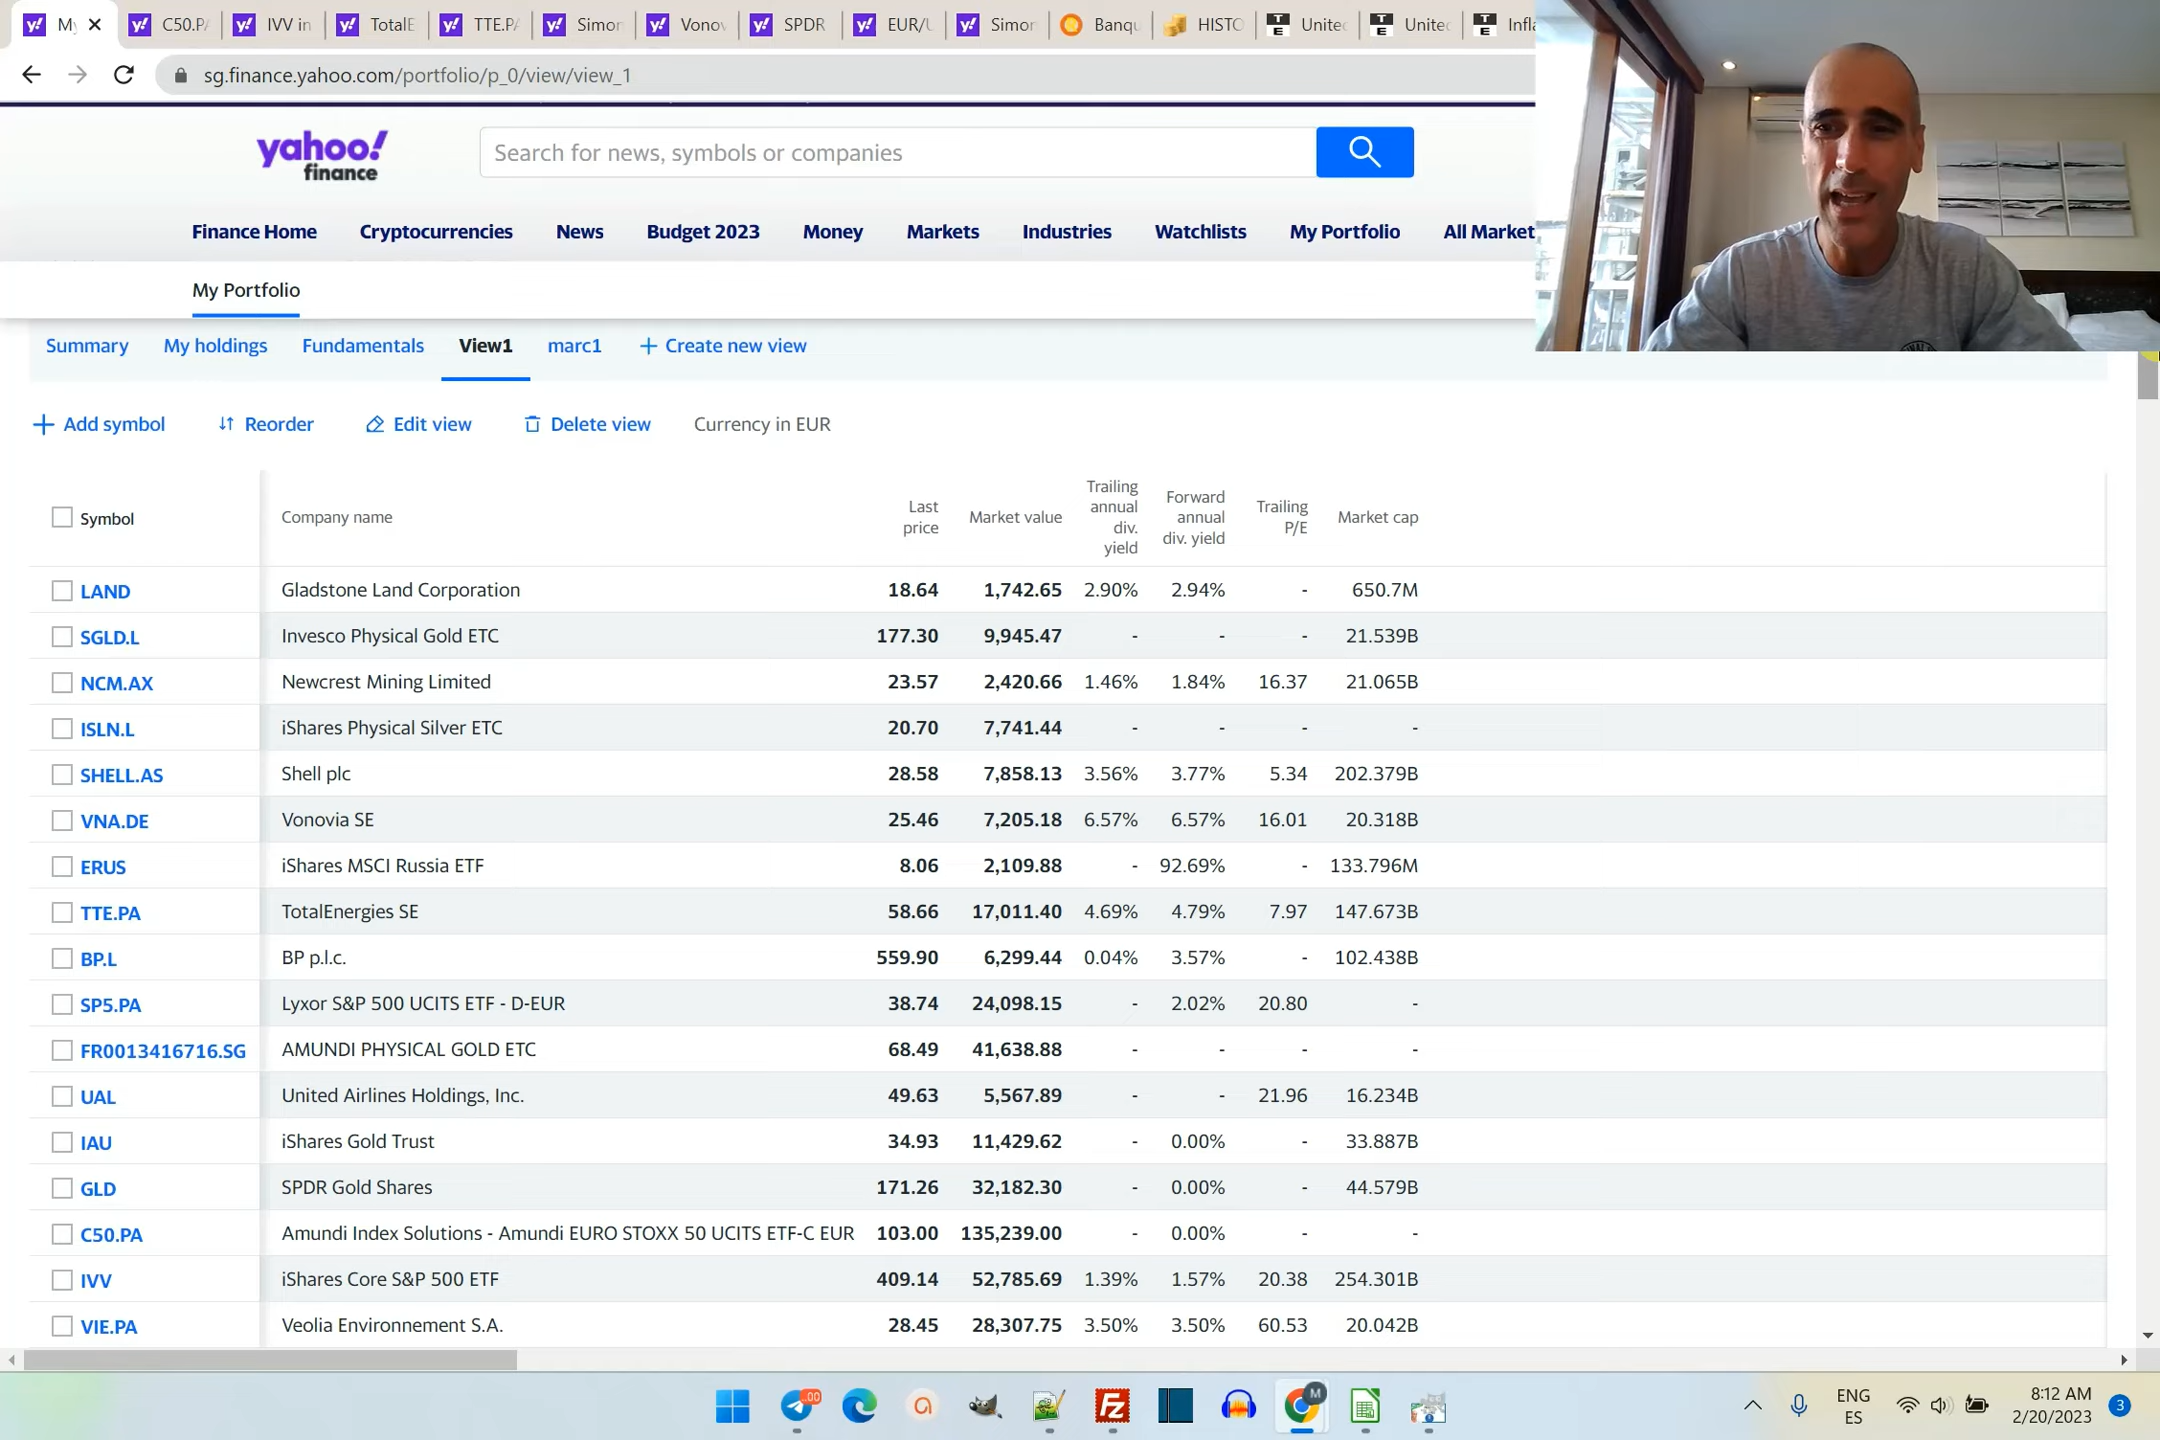 My
C50.PA
IVV in
TotalE
TTE.PA
Simon
Vonov
SPDR
EUR/U
Simon
Banqu
HISTO
United
United
Infla
sg.finance.yahoo.com/portfolio/p_0/view/view_1
yahoo!
finance
Search for news, symbols or companies
Finance Home Cryptocurrencies News Budget 2023 Money Markets Industries Watchlists My Portfolio All Market
My Portfolio
Summary My holdings Fundamentals View1 marc1 + Create new view
+ Add symbol Reorder Edit view Delete view Currency in EUR
Symbol Company name Last price Market value Trailing annual div. yield Forward annual div. yield Trailing P/E Market cap
LAND Gladstone Land Corporation 18.64 1,742.65 2.90% 2.94% - 650.7M
SGLD.L Invesco Physical Gold ETC 177.30 9,945.47 - - - 21.539B
NCM.AX Newcrest Mining Limited 23.57 2,420.66 1.46% 1.84% 16.37 21.065B
ISLN.L iShares Physical Silver ETC 20.70 7,741.44 - - - -
SHELL.AS Shell plc 28.58 7,858.13 3.56% 3.77% 5.34 202.379B
VNA.DE Vonovia SE 25.46 7,205.18 6.57% 6.57% 16.01 20.318B
ERUS iShares MSCI Russia ETF 8.06 2,109.88 - 92.69% - 133.796M
TTE.PA TotalEnergies SE 58.66 17,011.40 4.69% 4.79% 7.97 147.673B
BP.L BP p.l.c. 559.90 6,299.44 0.04% 3.57% - 102.438B
SP5.PA Lyxor S&P 500 UCITS ETF - D-EUR 38.74 24,098.15 - 2.02% 20.80 -
FR0013416716.SG AMUNDI PHYSICAL GOLD ETC 68.49 41,638.88 - - - -
UAL United Airlines Holdings, Inc. 49.63 5,567.89 - - 21.96 16.234B
IAU iShares Gold Trust 34.93 11,429.62 - 0.00% - 33.887B
GLD SPDR Gold Shares 171.26 32,182.30 - 0.00% - 44.579B
C50.PA Amundi Index Solutions - Amundi EURO STOXX 50 UCITS ETF-C EUR 103.00 135,239.00 - 0.00% - -
IVV iShares Core S&P 500 ETF 409.14 52,785.69 1.39% 1.57% 20.38 254.301B
VIE.PA Veolia Environnement S.A. 28.45 28,307.75 3.50% 3.50% 60.53 20.042B
ENG
ES
8:12 AM
2/20/2023
3